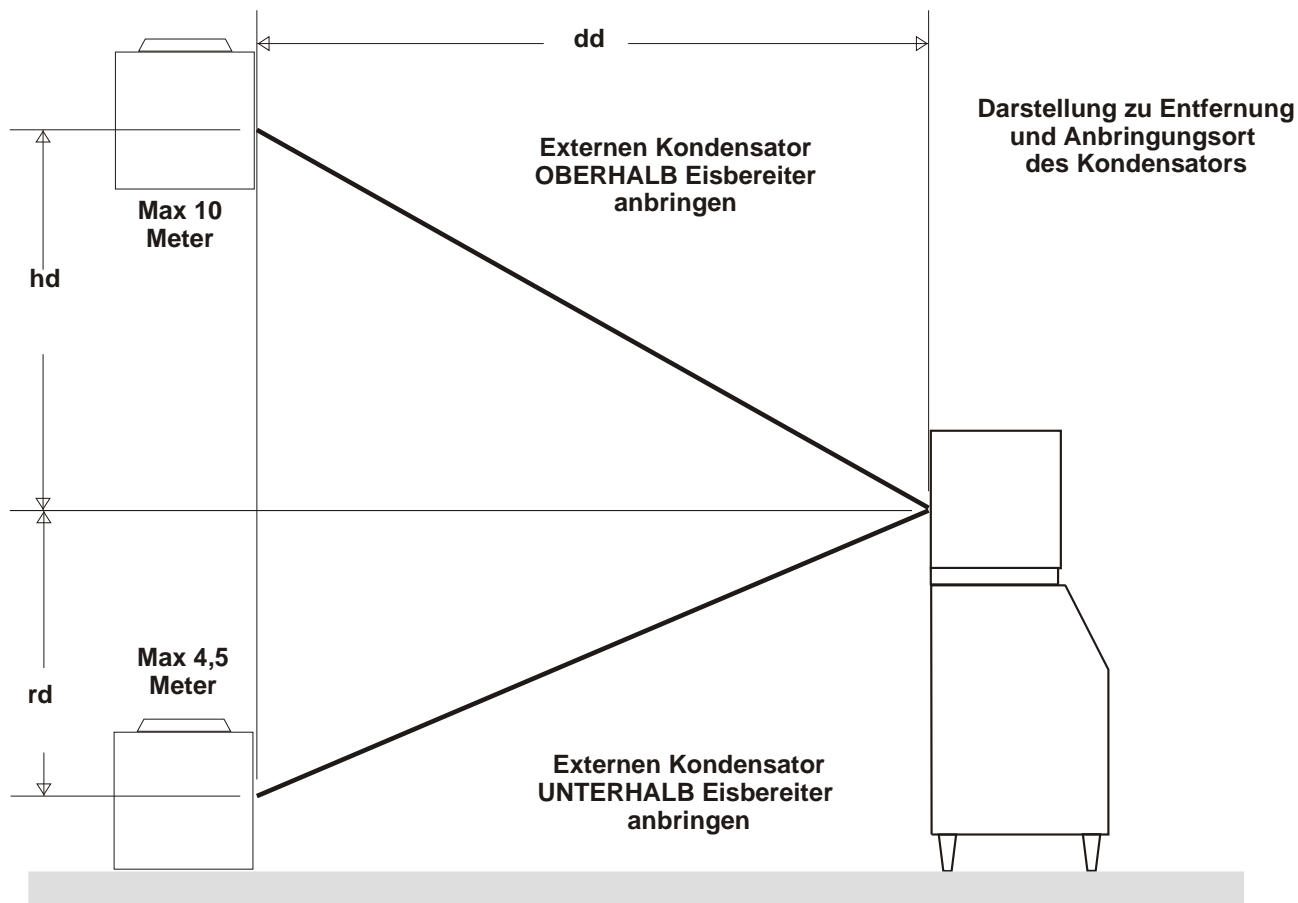 dd
Darstellung zu Entfernung
und Anbringungsort
des Kondensators
Externen Kondensator
OBERHALB Eisbereiter
anbringen
Max 10
Meter
hd
Max 4,5
Meter
rd
Externen Kondensator
UNTERHALB Eisbereiter
anbringen